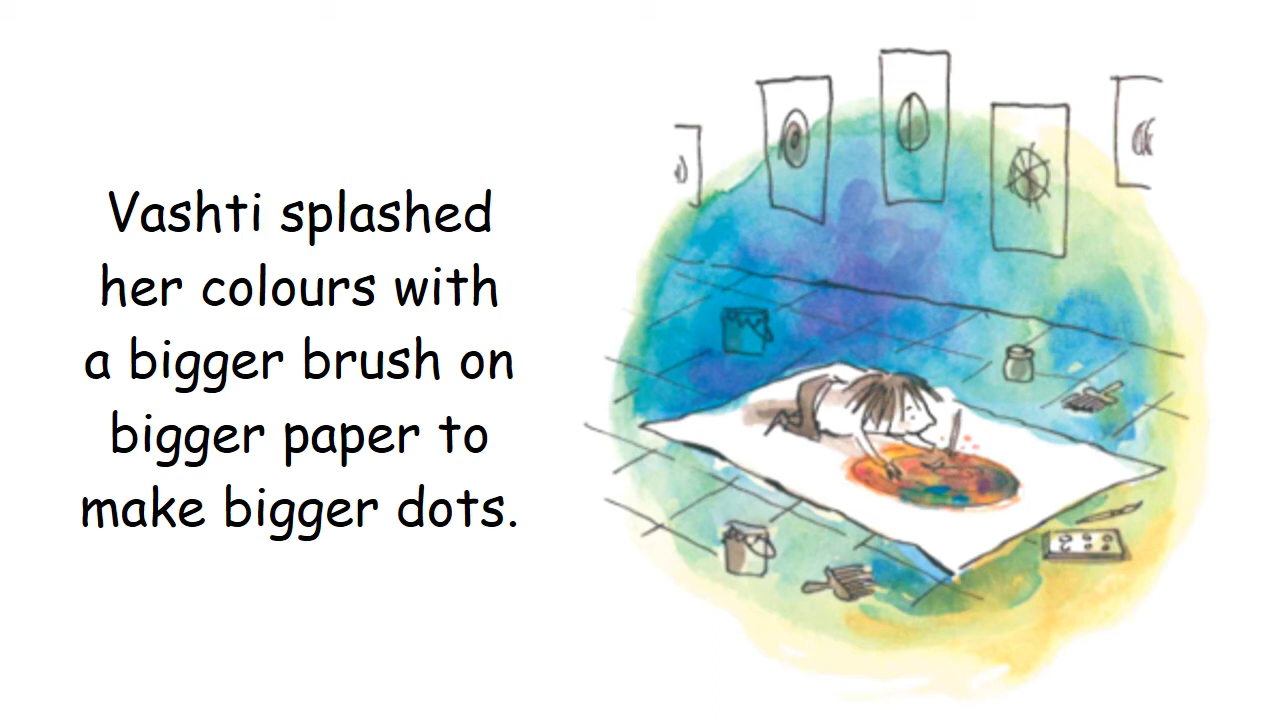 Vashti splashed
her colours with
a bigger brush on
bigger paper to
make bigger dots.